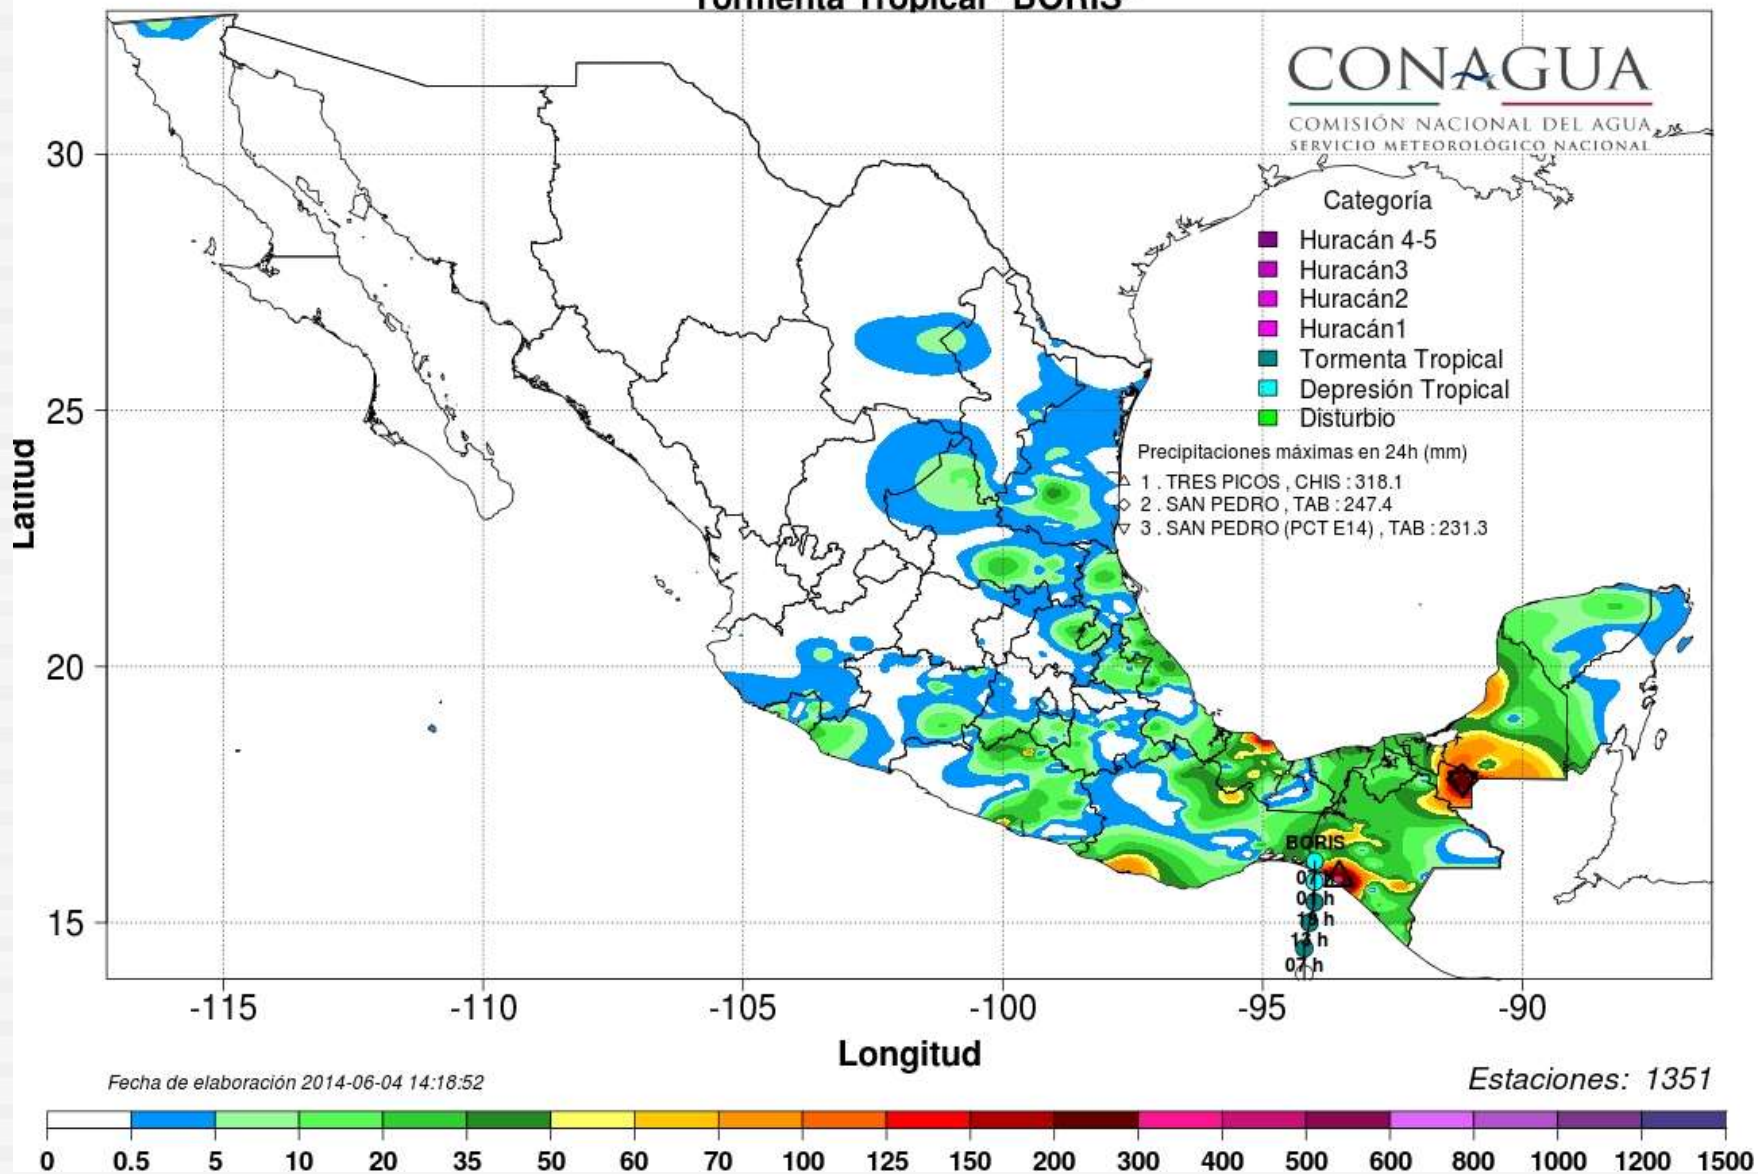 Tormenta Tropical "BORIS"
CONAGUA
COMISIÓN NACIONAL DEL AGUA
SERVICIO METEOROLÓGICO NACIONAL
Categoría
Huracán 4-5
Huracán3
Huracán2
Huracán1
Tormenta Tropical
Depresión Tropical
Disturbio
Precipitaciones máximas en 24h (mm)
1 . TRES PICOS , CHIS : 318.1
2 . SAN PEDRO , TAB : 247.4
3 . SAN PEDRO (PCT E14) , TAB : 231.3
30
25
20
15
Latitud
BORIS
01 h
19 h
13 h
07 h
-115
-110
-105
-100
-95
-90
Longitud
Fecha de elaboración 2014-06-04 14:18:52
Estaciones: 1351
0 0.5 5 10 20 35 50 60 70 100 125 150 200 300 400 500 600 800 1000 1200 1500